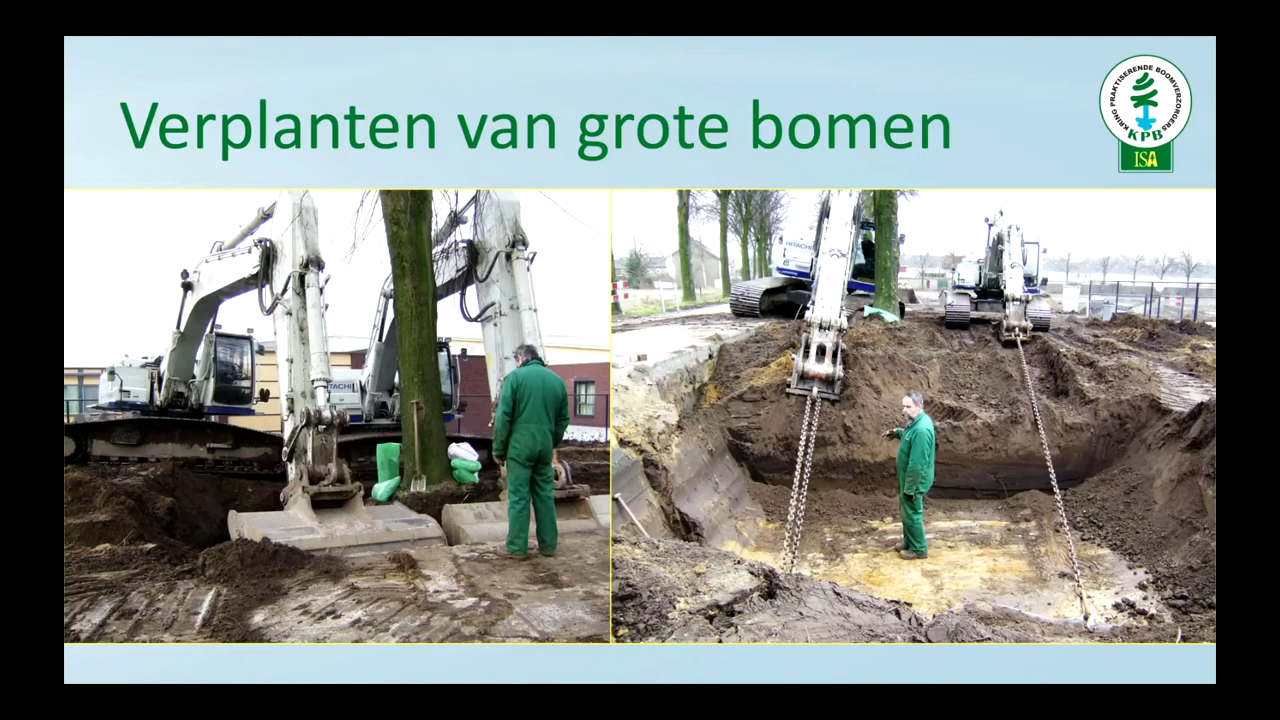 Verplanten van grote bomen
KRING PRAKTISERENDE BOOMVERZORGERS
KPB
ISA
HITACHI
HITACHI